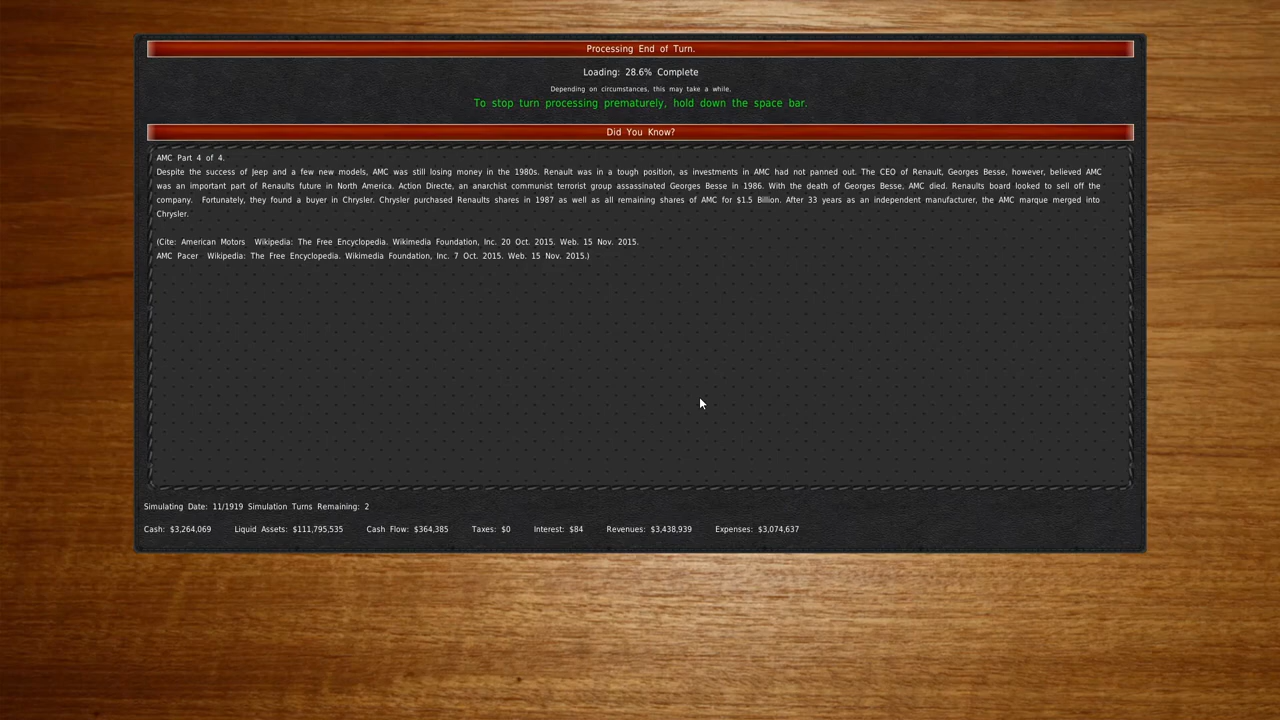 Processing End of Turn.
Loading: 28.6% Complete
Depending on circumstances, this may take a while.
To stop turn processing prematurely, hold down the space bar.
Did You Know?
AMC Part 4 of 4.
Despite the success of Jeep and a few new models, AMC was still losing money in the 1980s. Renault was in a tough position, as investments in AMC had not panned out. The CEO of Renault, Georges Besse, however, believed AMC
was an important part of Renaults future in North America. Action Directe, an anarchist communist terrorist group assassinated Georges Besse in 1986. With the death of Georges Besse, AMC died. Renaults board looked to sell off the
company. Fortunately, they found a buyer in Chrysler. Chrysler purchased Renaults shares in 1987 as well as all remaining shares of AMC for $1.5 Billion. After 33 years as an independent manufacturer, the AMC marque merged into
Chrysler.
(Cite: American Motors Wikipedia: The Free Encyclopedia. Wikimedia Foundation, Inc. 20 Oct. 2015. Web. 15 Nov. 2015.
AMC Pacer Wikipedia: The Free Encyclopedia. Wikimedia Foundation, Inc. 7 Oct. 2015. Web. 15 Nov. 2015.)
Simulating Date: 11/1919 Simulation Turns Remaining: 2
Cash: $3,264,069 Liquid Assets: $111,795,535 Cash Flow: $364,385 Taxes: $0 Interest: $84 Revenues: $3,438,939 Expenses: $3,074,637